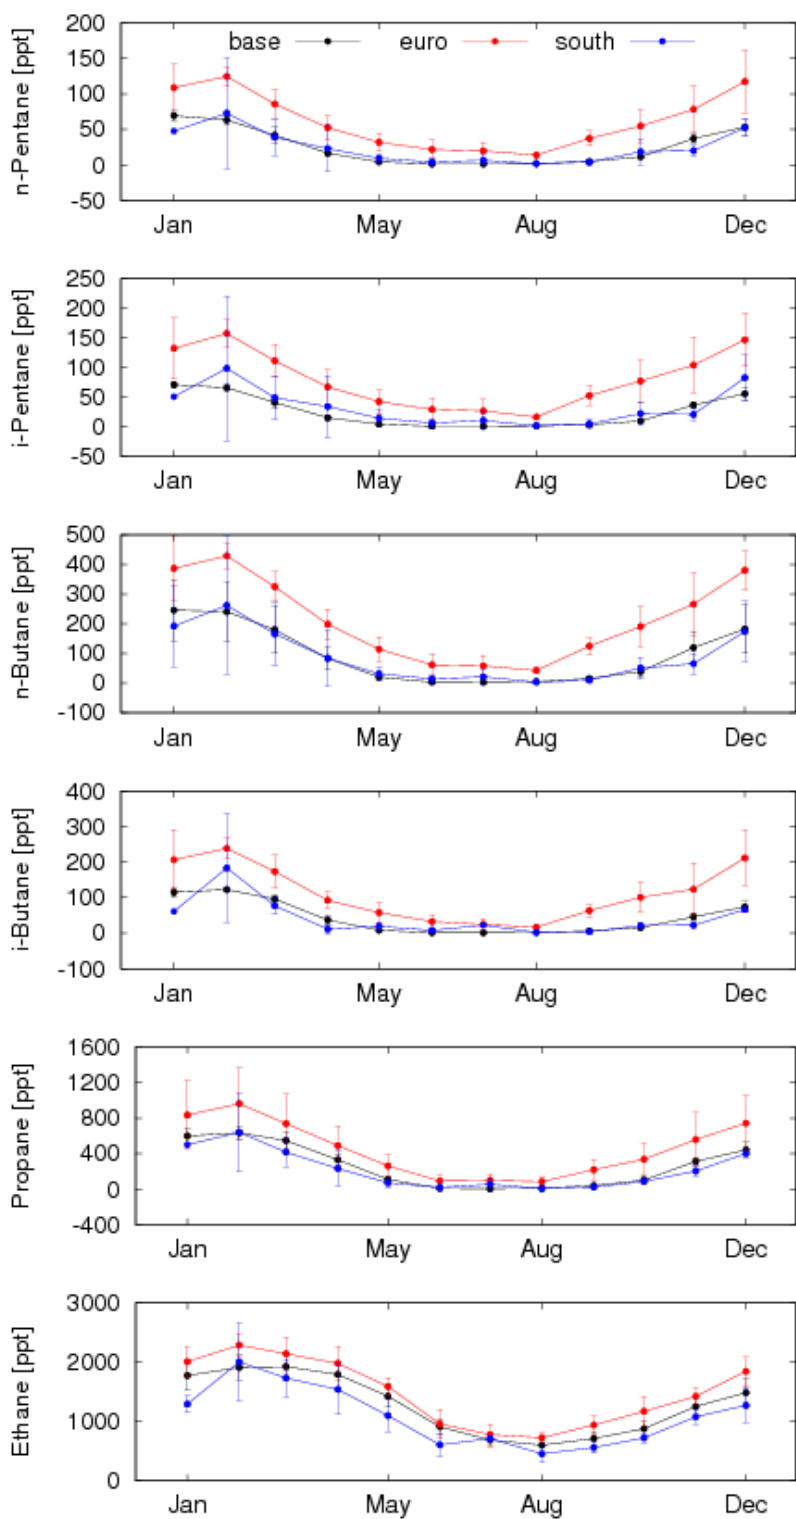 200
150
100
50
0
-50
n-Pentane [ppt]
base euro south
Jan May Aug Dec
250
200
150
100
50
0
-50
i-Pentane [ppt]
Jan May Aug Dec
500
400
300
200
100
0
-100
n-Butane [ppt]
Jan May Aug Dec
400
300
200
100
0
-100
i-Butane [ppt]
Jan May Aug Dec
1600
1200
800
400
0
-400
Propane [ppt]
Jan May Aug Dec
3000
2000
1000
0
Ethane [ppt]
Jan May Aug Dec